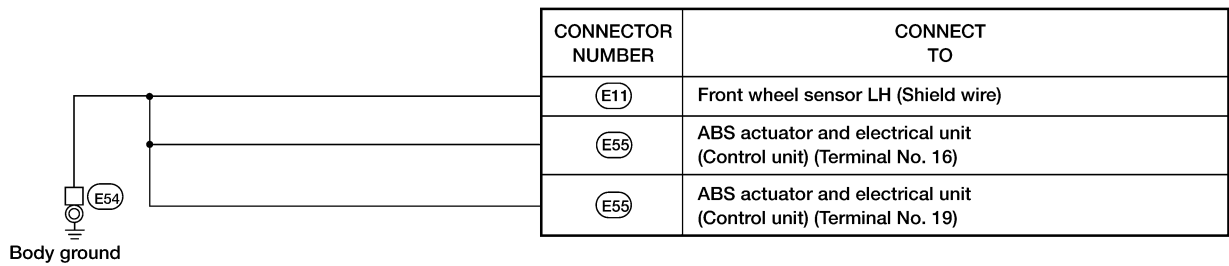 CONNECTOR
NUMBER
CONNECT
TO
E11
Front wheel sensor LH (Shield wire)
E55
ABS actuator and electrical unit
(Control unit) (Terminal No. 16)
E55
ABS actuator and electrical unit
(Control unit) (Terminal No. 19)
E54
Body ground